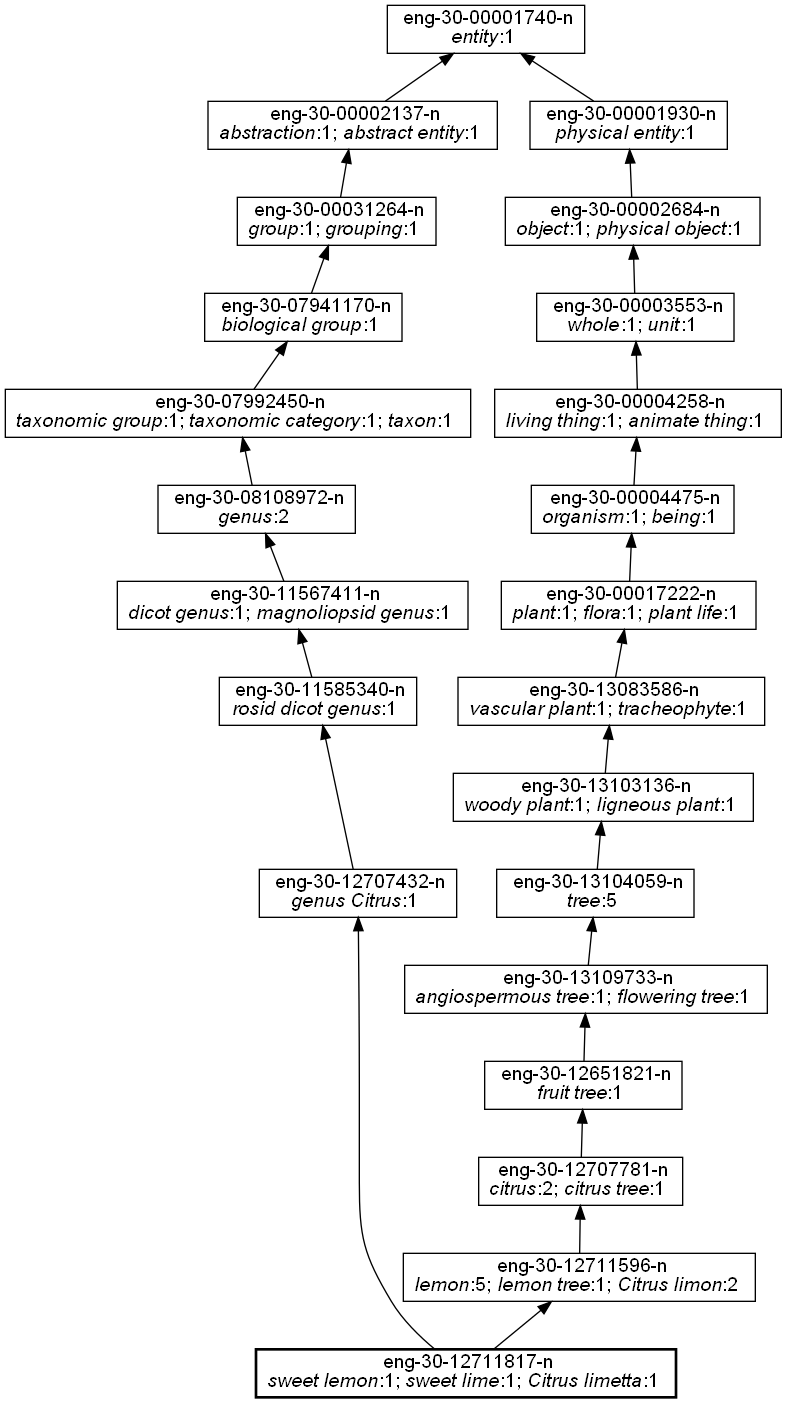 eng-30-00001740-n
entity:1
eng-30-00002137-n
abstraction:1; abstract entity:1
eng-30-00001930-n
physical entity:1
eng-30-00031264-n
group:1; grouping:1
eng-30-00002684-n
object:1; physical object:1
eng-30-07941170-n
biological group:1
eng-30-00003553-n
whole:1; unit:1
eng-30-07992450-n
taxonomic group:1; taxonomic category:1; taxon:1
eng-30-00004258-n
living thing:1; animate thing:1
eng-30-08108972-n
genus:2
eng-30-00004475-n
organism:1; being:1
eng-30-11567411-n
dicot genus:1; magnoliopsid genus:1
eng-30-00017222-n
plant:1; flora:1; plant life:1
eng-30-11585340-n
rosid dicot genus:1
eng-30-13083586-n
vascular plant:1; tracheophyte:1
eng-30-13103136-n
woody plant:1; ligneous plant:1
eng-30-12707432-n
genus Citrus:1
eng-30-13104059-n
tree:5
eng-30-13109733-n
angiospermous tree:1; flowering tree:1
eng-30-12651821-n
fruit tree:1
eng-30-12707781-n
citrus:2; citrus tree:1
eng-30-12711596-n
lemon:5; lemon tree:1; Citrus limon:2
eng-30-12711817-n
sweet lemon:1; sweet lime:1; Citrus limetta:1